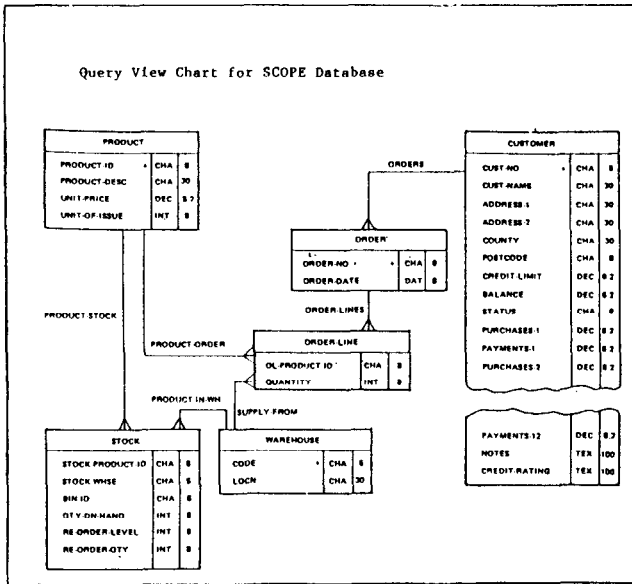 Query View Chart for SCOPE Database
PRODUCT
PRODUCT-ID * CHA 8
PRODUCT-DESC CHA 30
UNIT-PRICE DEC
UNIT-OF-ISSUE INT 8
PRODUCT-STOCK
PRODUCT-ORDER
ORDERS
ORDER
ORDER-NO * CHA 8
ORDER-DATE DAT 8
ORDER-LINES
ORDER-LINE
OL-PRODUCT ID CHA 8
QUANTITY INT 8
PRODUCT-IN-WH
SUPPLY-FROM
STOCK
STOCK-PRODUCT-ID CHA
STOCK-WHSE CHA
BIN-ID CHA
QTY-ON-HAND INT 8
RE-ORDER-LEVEL INT 8
RE-ORDER-QTY INT 8
WAREHOUSE
CODE * CHA
LOCN CHA 30
CUSTOMER
CUST-NO * CHA
CUST-NAME CHA 30
ADDRESS-1 CHA 30
ADDRESS-2 CHA 30
COUNTY CHA 30
POSTCODE CHA 8
CREDIT-LIMIT DEC
BALANCE DEC
STATUS CHA
PURCHASES-1 DEC
PAYMENTS-1 DEC
PURCHASES-2 DEC
PAYMENTS-12 DEC
NOTES TEX 100
CREDIT-RATING TEX 100